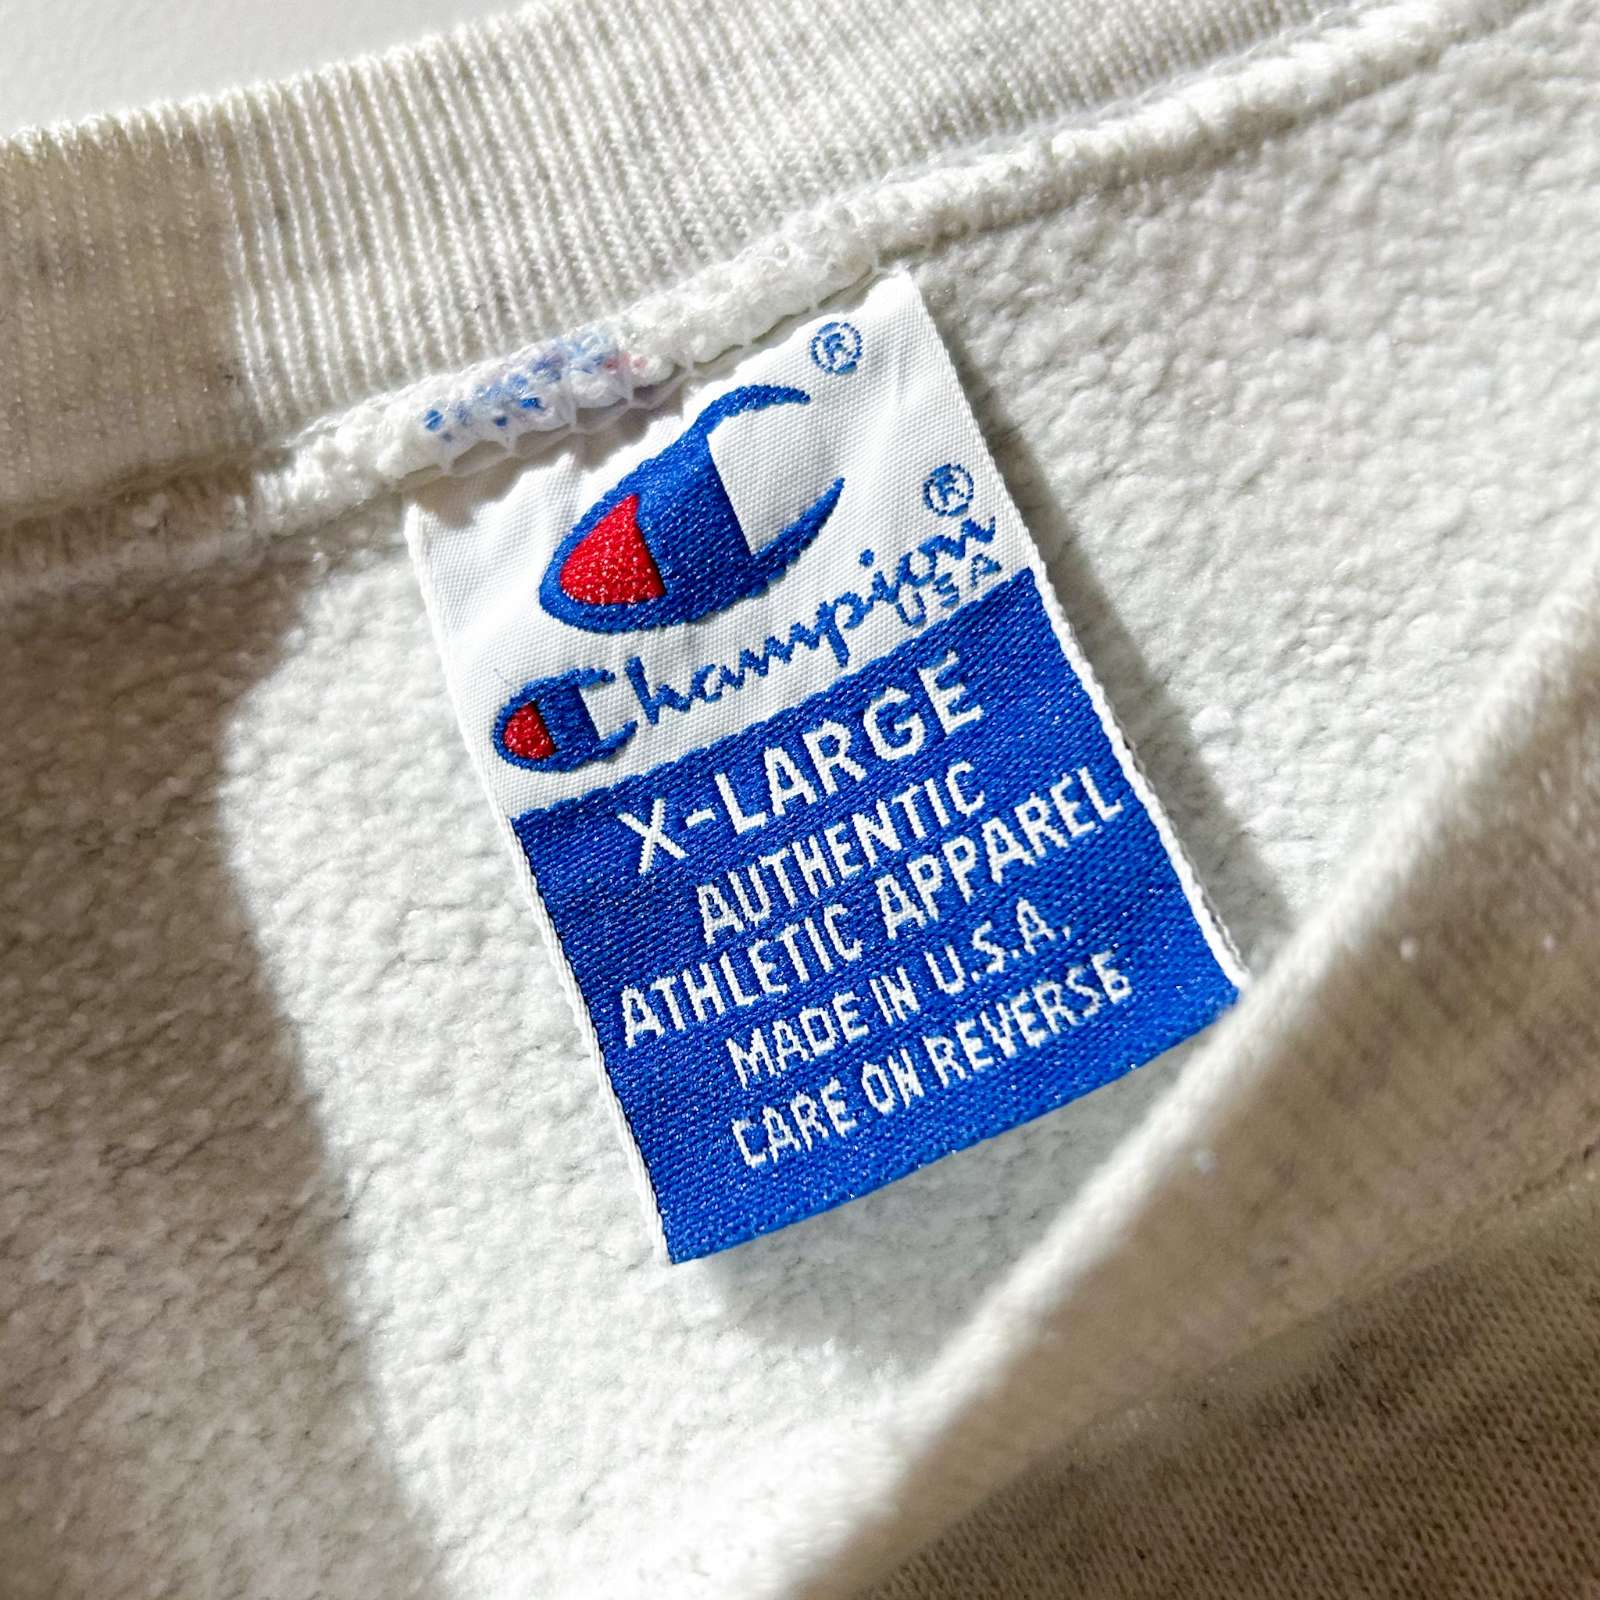 ®
Champion®
USA
X-LARGE
AUTHENTIC
ATHLETIC APPAREL
MADE IN U.S.A.
CARE ON REVERSE